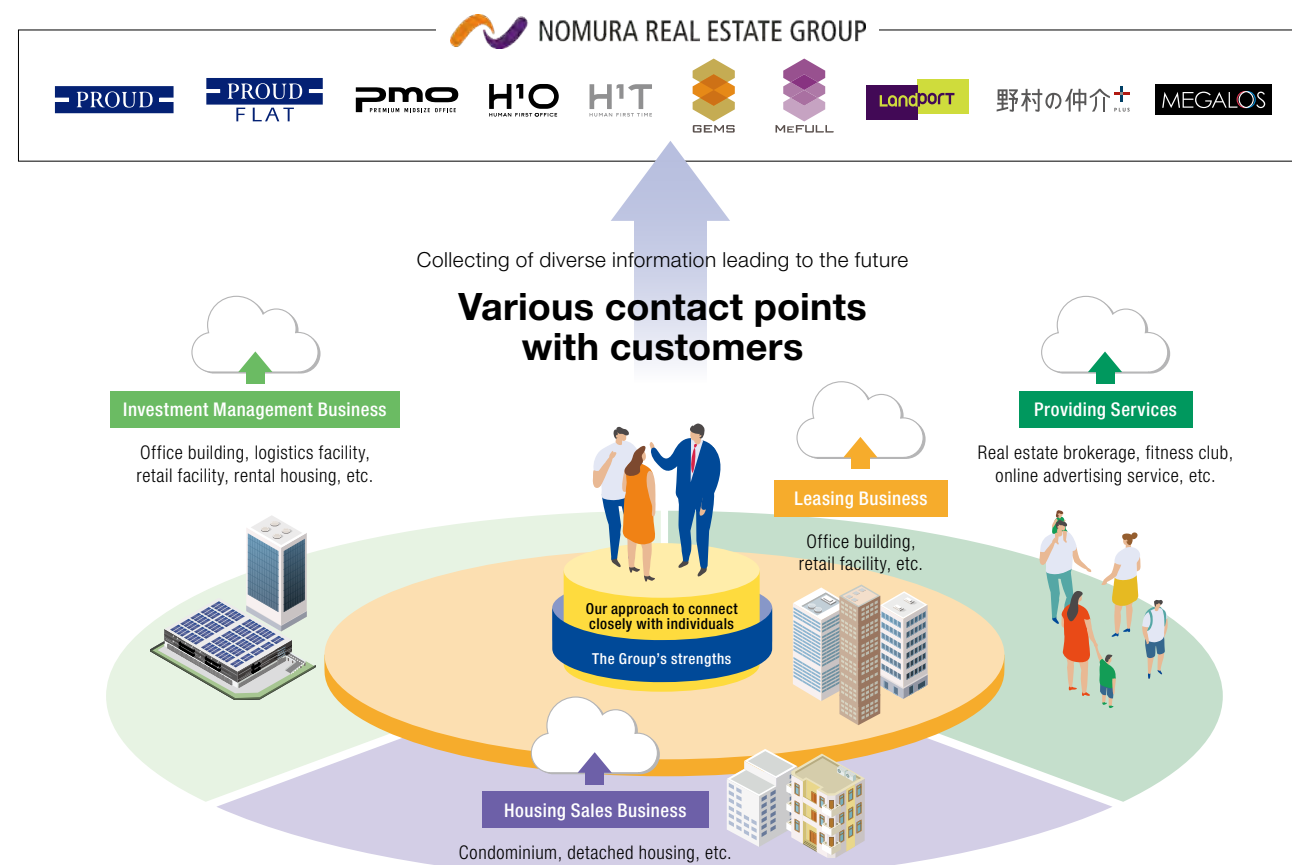 NOMURA REAL ESTATE GROUP
PROUD
PROUD
FLAT
PMO
PREMIUM MIDSIZE OFFICE
H¹O
HUMAN FIRST OFFICE
H¹T
HUMAN FIRST TIME
GEMS
MEFULL
Landport
野村の仲介+
PLUS
MEGALOS
Collecting of diverse information leading to the future
Various contact points
with customers
Investment Management Business
Office building, logistics facility,
retail facility, rental housing, etc.
Providing Services
Real estate brokerage, fitness club,
online advertising service, etc.
Leasing Business
Office building,
retail facility, etc.
Our approach to connect
closely with individuals
The Group's strengths
Housing Sales Business
Condominium, detached housing, etc.